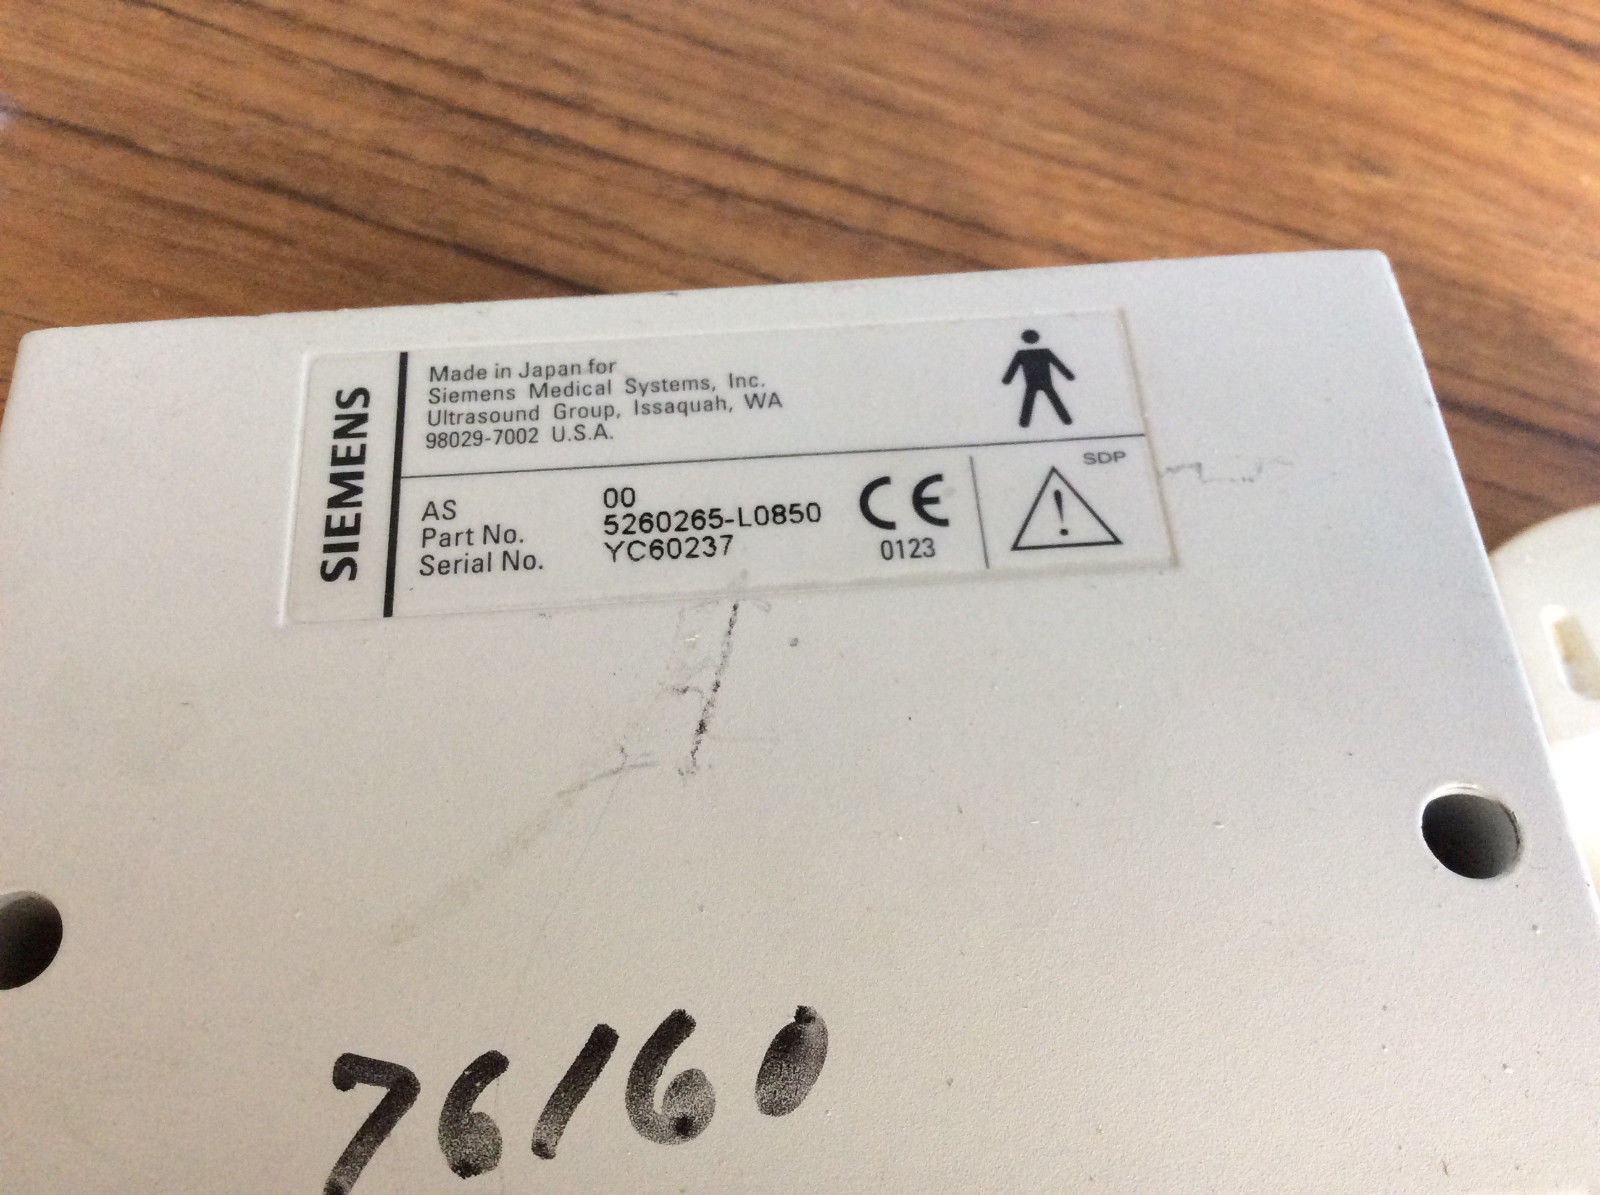 SIEMENS
Made in Japan for
Siemens Medical Systems, Inc.
Ultrasound Group, Issaquah, WA
98029-7002 U.S.A.
AS 00
Part No. 5260265-L0850
Serial No. YC60237
CE
0123
SDP
!
76160